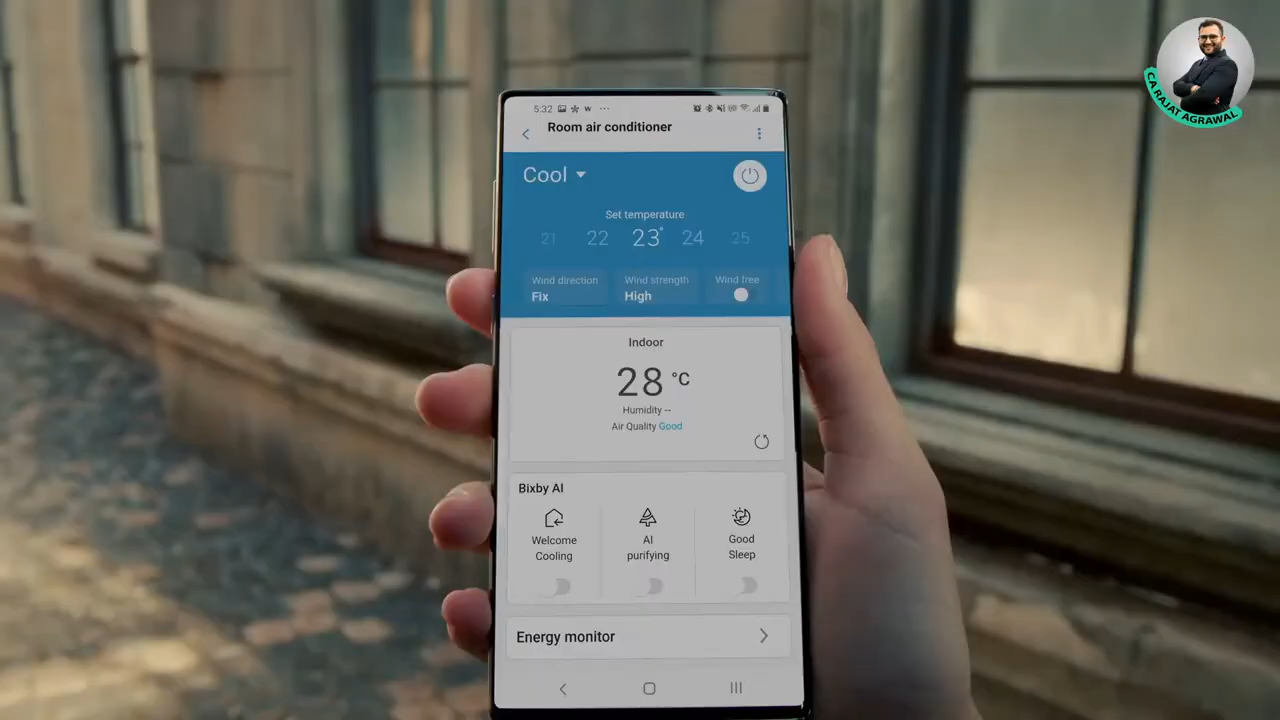 5:32
Room air conditioner
Cool
Set temperature
21 22 23° 24 25
Wind direction Wind strength Wind free
Fix High
Indoor
28 °C
Humidity --
Air Quality Good
Bixby AI
Welcome Cooling
AI purifying
Good Sleep
Energy monitor
CA RAJAT AGRAWAL